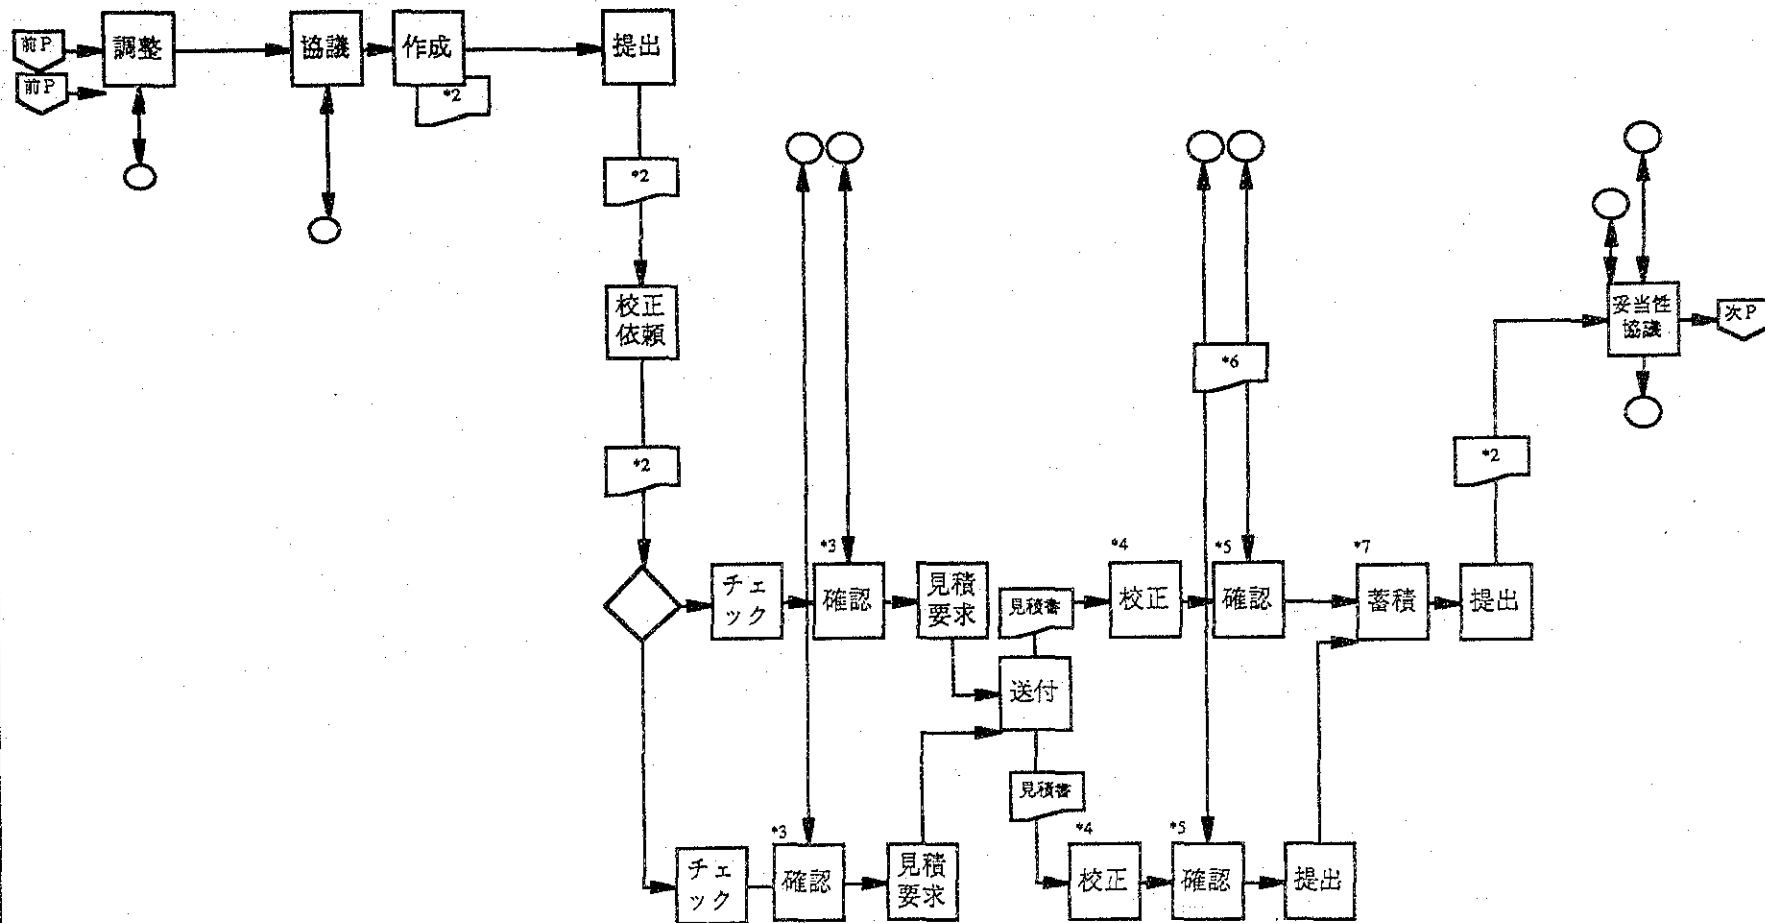 前P
調整
協議
作成
提出
前P
*2
*2
校正
依頼
*2
*6
妥当性
協議
次P
*2
*3
*4
*5
*7
チェ
ック
確認
見積
要求
見積書
校正
確認
蓄積
提出
送付
見積書
*3
*4
*5
チェ
ック
確認
見積
要求
校正
確認
提出